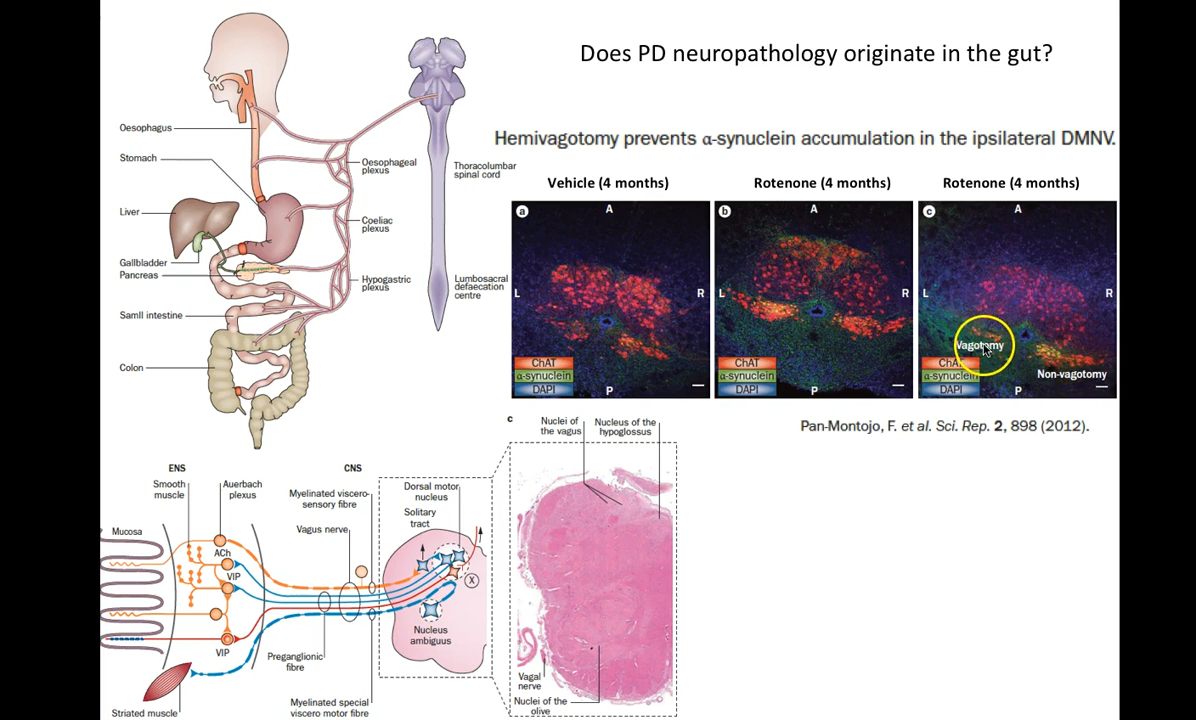 Does PD neuropathology originate in the gut?
Hemivagotomy prevents α-synuclein accumulation in the ipsilateral DMNV.
Vehicle (4 months)
Rotenone (4 months)
Rotenone (4 months)
a
A
L
R
P
ChAT
α-synuclein
DAPI
b
A
L
R
P
ChAT
α-synuclein
DAPI
c
A
L
R
P
Vagotomy
Non-vagotomy
ChAT
α-synuclein
DAPI
Pan-Montojo, F. et al. Sci. Rep. 2, 898 (2012).
Oesophagus
Stomach
Liver
Gallbladder
Pancreas
Samll intestine
Colon
Oesophageal
plexus
Coeliac
plexus
Hypogastric
plexus
Thoracolumbar
spinal cord
Lumbosacral
defaecation
centre
ENS
CNS
Smooth
muscle
Auerbach
plexus
Mucosa
ACh
VIP
VIP
Striated muscle
Myelinated viscero-
sensory fibre
Vagus nerve
Preganglionic
fibre
Myelinated special
viscero motor fibre
Dorsal motor
nucleus
Solitary
tract
X
Nucleus
ambiguus
c
Nuclei of
the vagus
Nucleus of the
hypoglossus
Vagal
nerve
Nuclei of the
olive